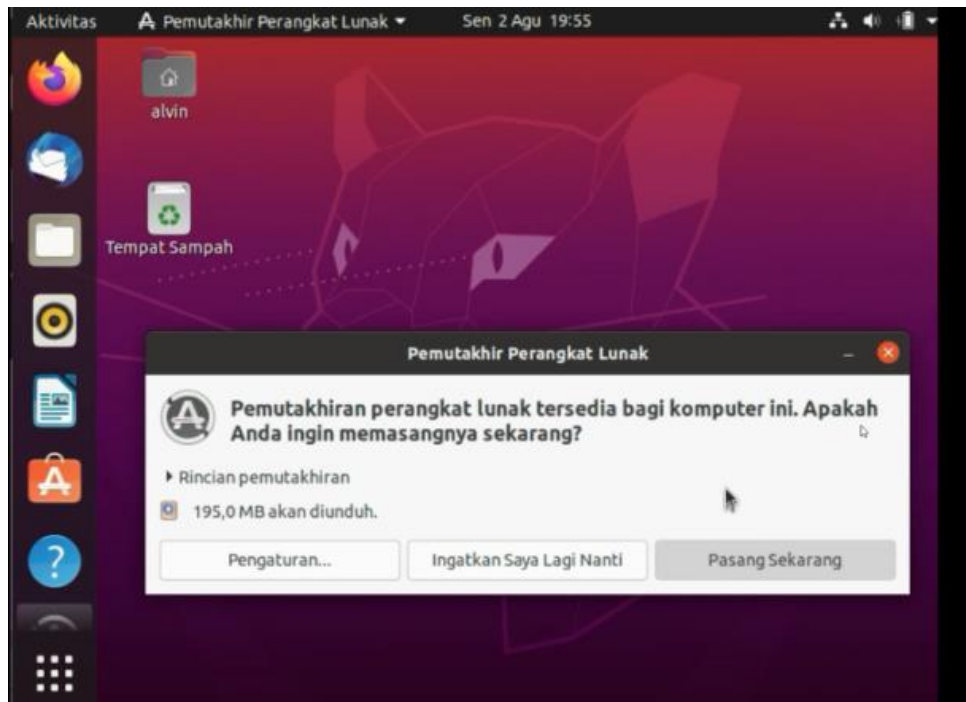 Aktivitas Pemutakhir Perangkat Lunak Sen 2 Agu 19:55
alvin
Tempat Sampah
Pemutakhir Perangkat Lunak
Pemutakhiran perangkat lunak tersedia bagi komputer ini. Apakah
Anda ingin memasangnya sekarang?
Rincian pemutakhiran
195,0 MB akan diunduh.
Pengaturan... Ingatkan Saya Lagi Nanti Pasang Sekarang